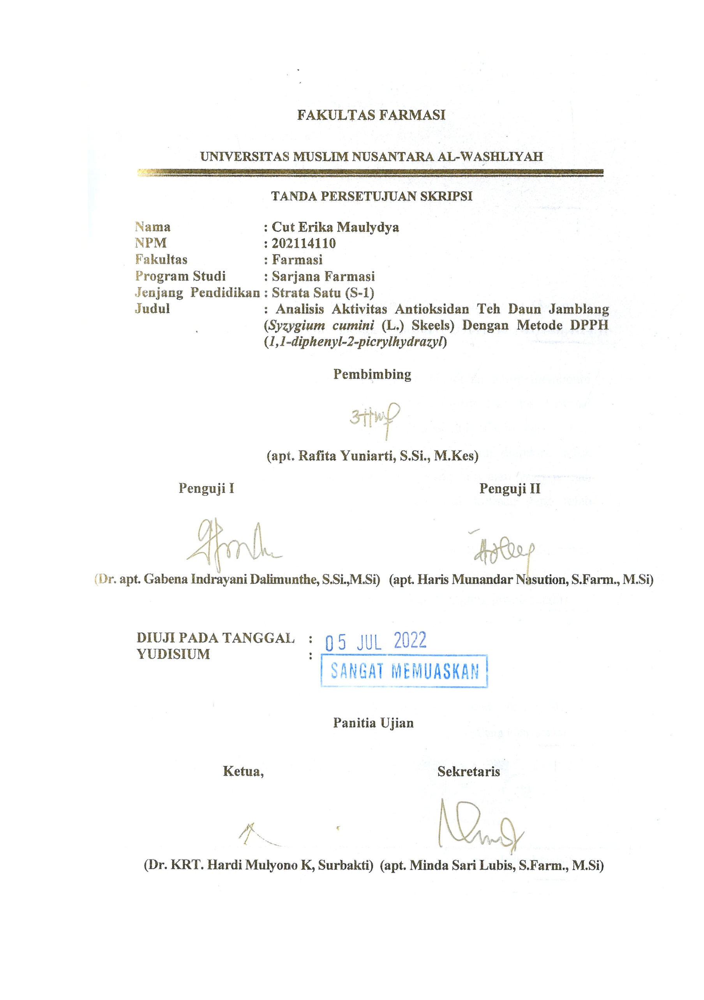 FAKULTAS FARMASI
UNIVERSITAS MUSLIM NUSANTARA AL-WASHLIYAH
TANDA PERSETUJUAN SKRIPSI
Nama : Cut Erika Maulydya
NPM : 202114110
Fakultas : Farmasi
Program Studi : Sarjana Farmasi
Jenjang Pendidikan : Strata Satu (S-1)
Judul : Analisis Aktivitas Antioksidan Teh Daun Jamblang
(Syzygium cumini (L.) Skeels) Dengan Metode DPPH
(1,1-diphenyl-2-picrylhydrazyl)
Pembimbing
(apt. Rafita Yuniarti, S.Si., M.Kes)
Penguji I Penguji II
(Dr. apt. Gabena Indrayani Dalimunthe, S.Si.,M.Si) (apt. Haris Munandar Nasution, S.Farm., M.Si)
DIUJI PADA TANGGAL : 05 JUL 2022
YUDISIUM :
SANGAT MEMUASKAN
Panitia Ujian
Ketua, Sekretaris
(Dr. KRT. Hardi Mulyono K, Surbakti) (apt. Minda Sari Lubis, S.Farm., M.Si)